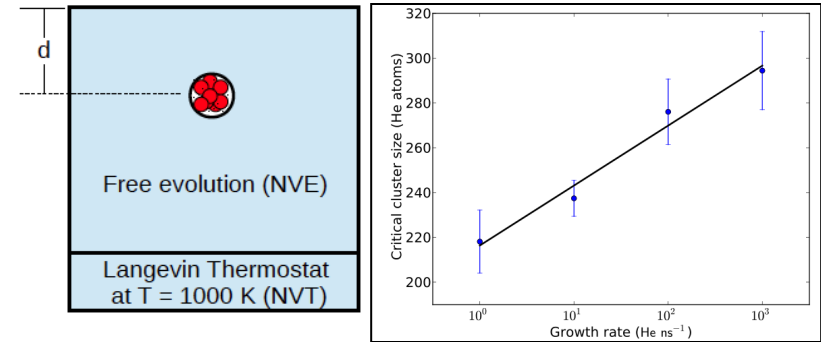 d
Free evolution (NVE)
Langevin Thermostat
at T = 1000 K (NVT)
Critical cluster size (He atoms)
320
300
280
260
240
220
200
10⁰
10¹
10²
10³
Growth rate (He ns⁻¹)